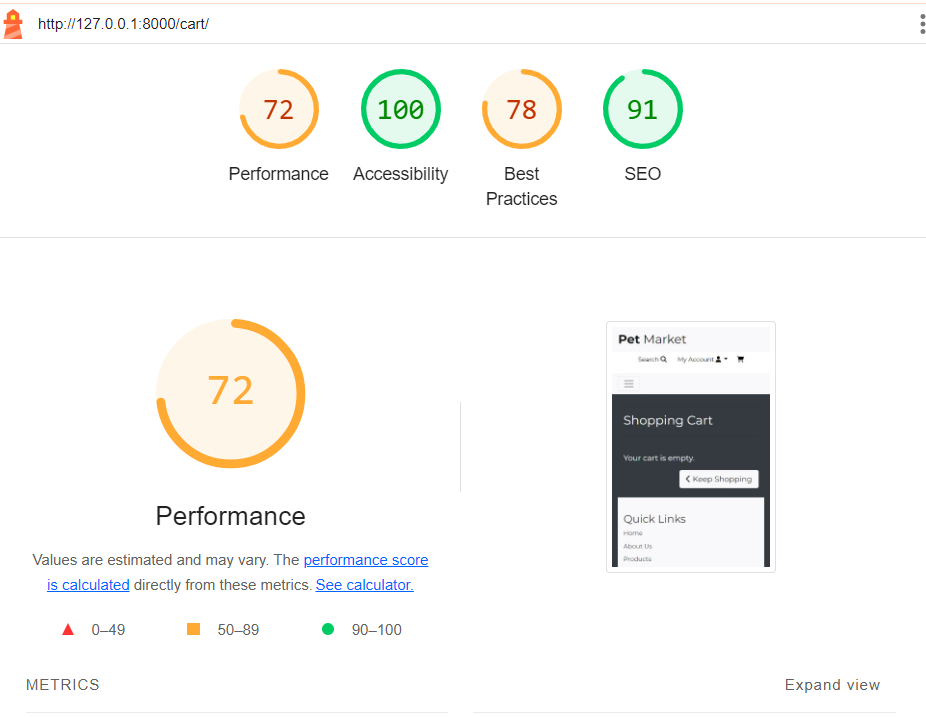 http://127.0.0.1:8000/cart/
72
100
78
91
Performance
Accessibility
Best
Practices
SEO
72
Performance
Values are estimated and may vary. The performance score
is calculated directly from these metrics. See calculator.
0–49
50–89
90–100
Pet Market
Search
My Account
Shopping Cart
Your cart is empty.
Keep Shopping
Quick Links
Home
About Us
Products
METRICS
Expand view